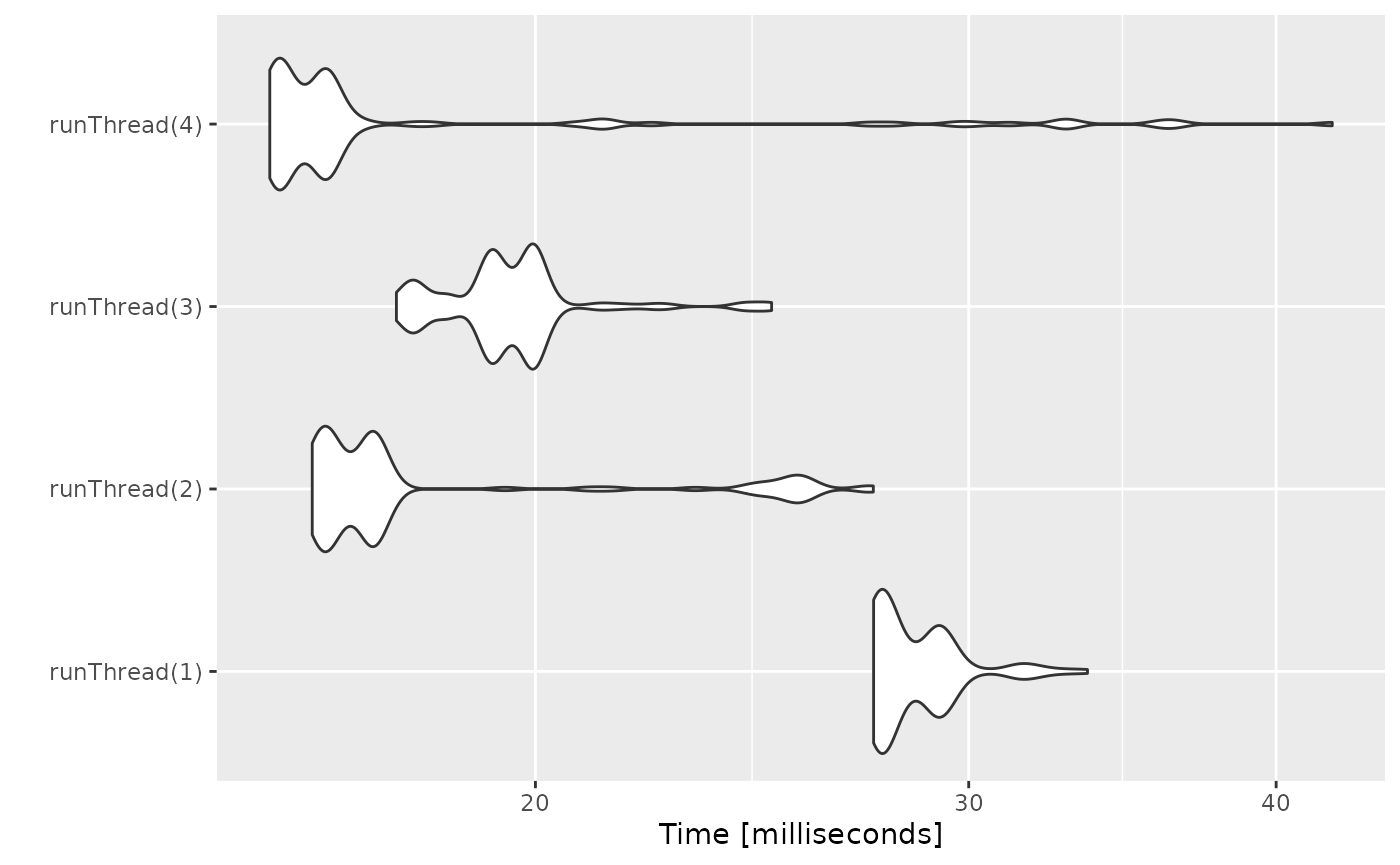 runThread(4)
runThread(3)
runThread(2)
runThread(1)
20 30 40
Time [milliseconds]